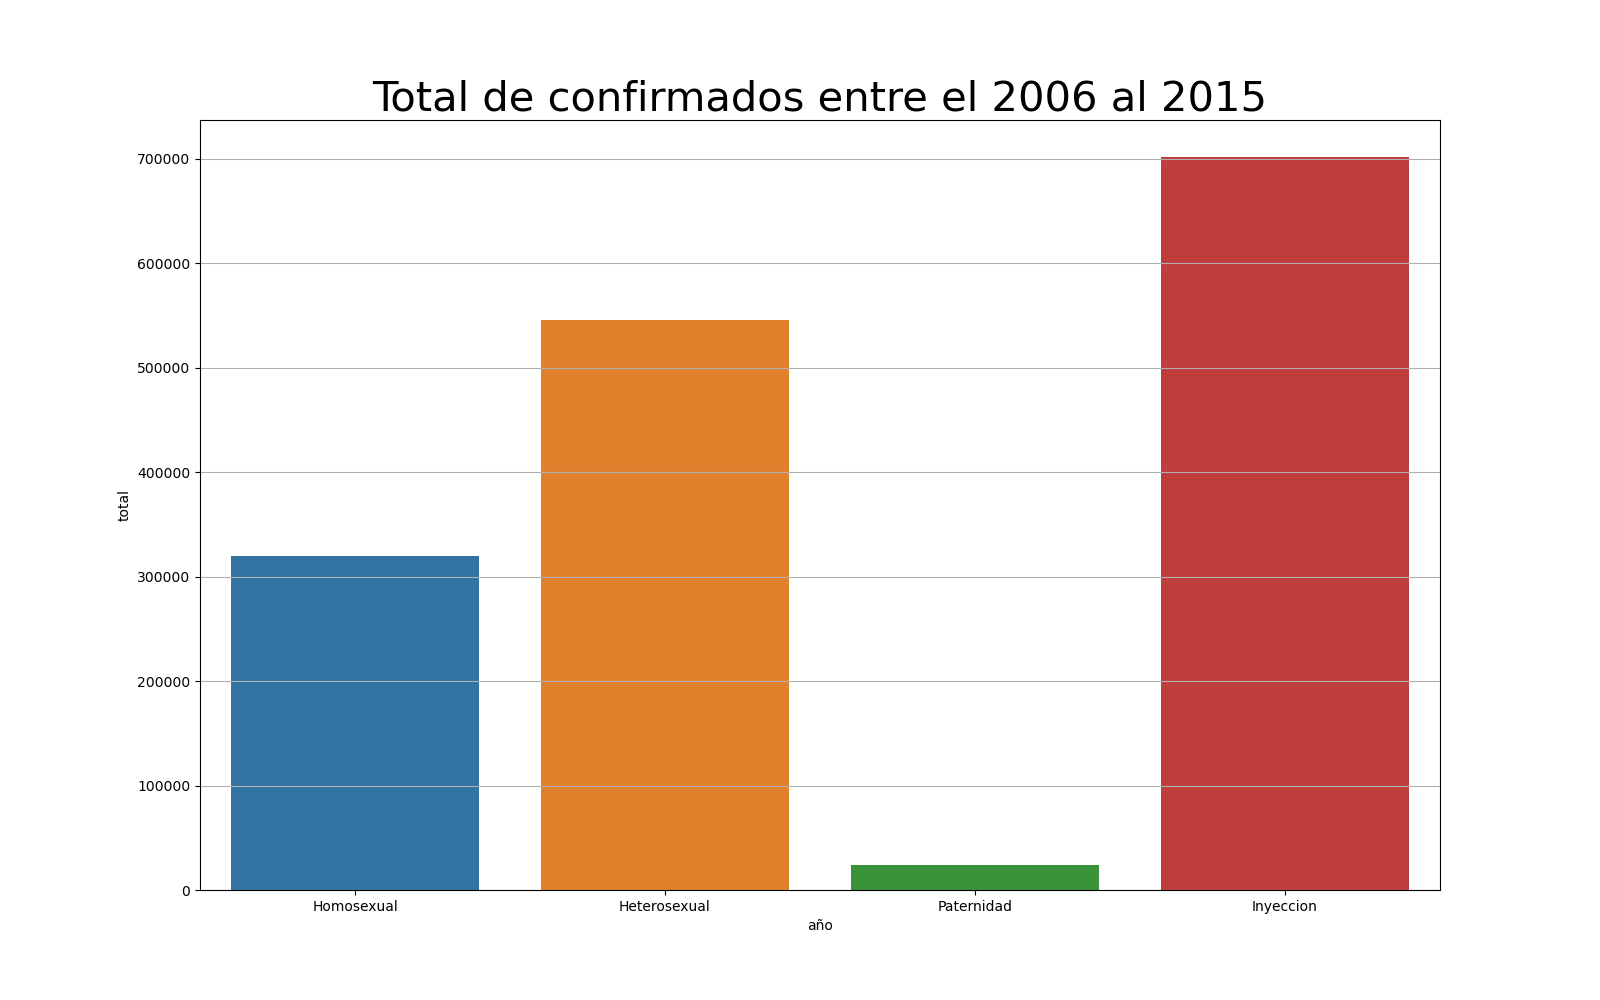 Total de confirmados entre el 2006 al 2015
700000
600000
500000
400000
300000
200000
100000
0
total
Homosexual
Heterosexual
Paternidad
Inyeccion
año